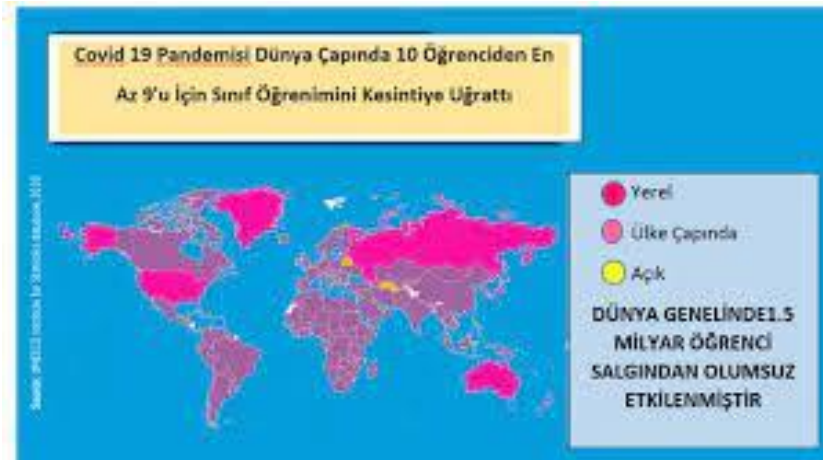 Covid 19 Pandemisi Dünya Çapında 10 Öğrenciden En
Az 9'u İçin Sınıf Öğrenimini Kesintiye Uğrattı
Yerel
Ülke Çapında
Açık
DÜNYA GENELİNDE1.5
MİLYAR ÖĞRENCİ
SALGINDAN OLUMSUZ
ETKİLENMİŞTİR